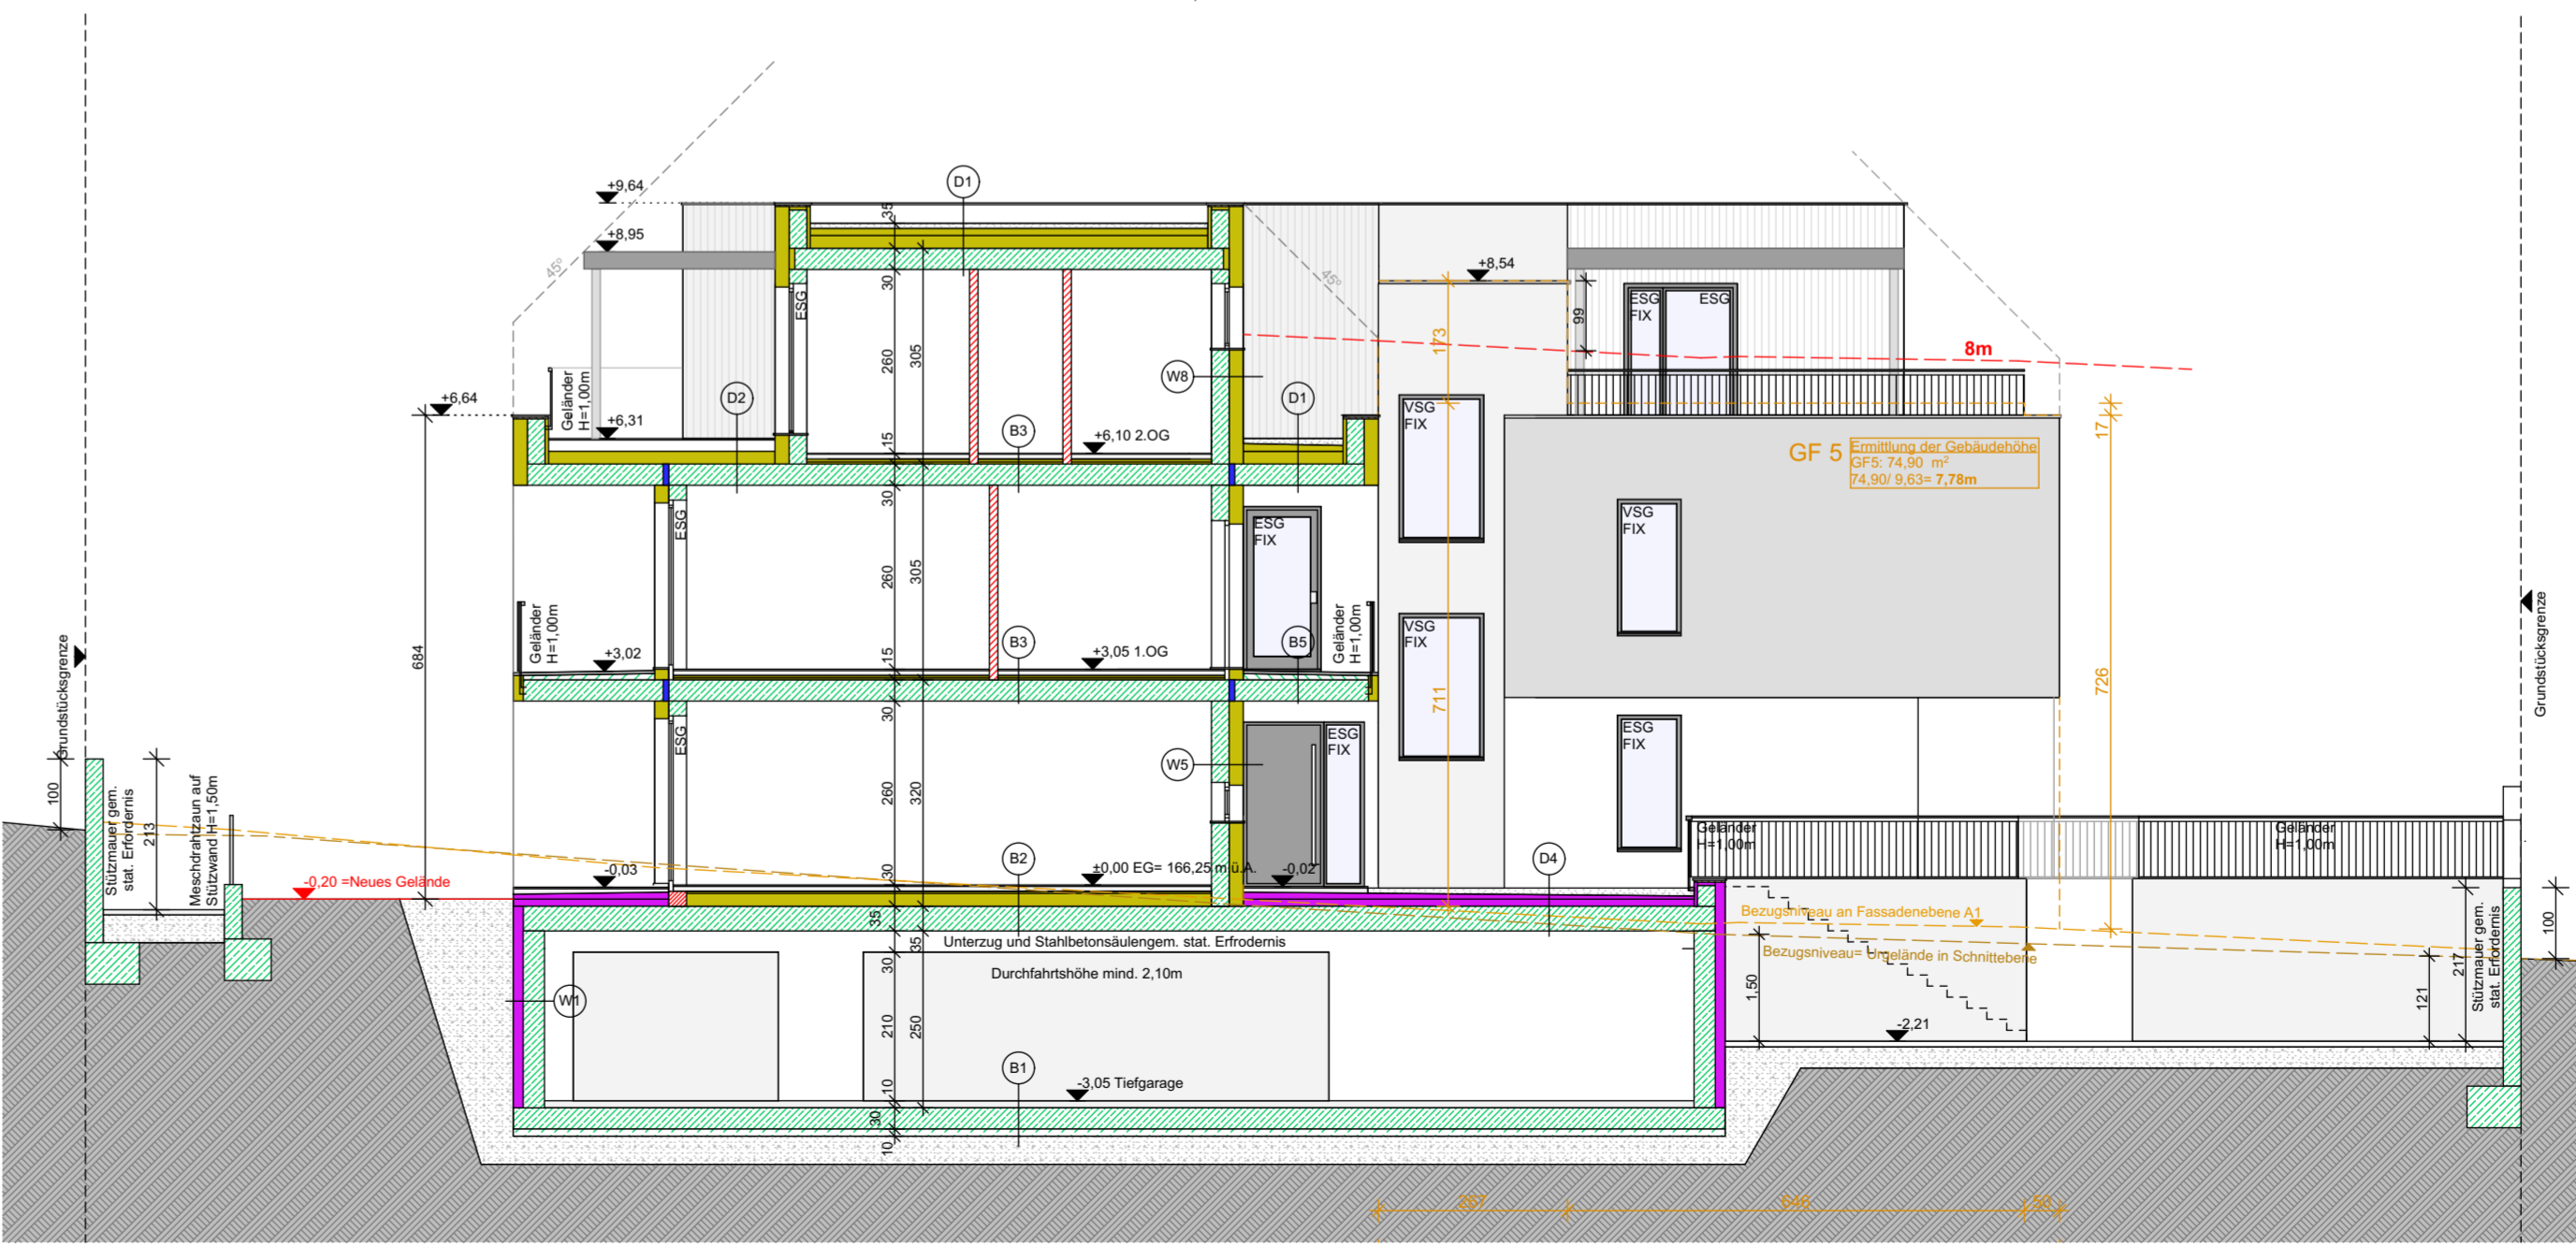 +9,64
D1
35
+8,95
45°
45°
+8,54
ESG
30
ESG
FIX
ESG
99
173
8m
260
305
W8
Geländer
H=1,00m
D2
D1
+6,64
+6,31
VSG
FIX
15
B3
+6,10 2.OG
17
GF 5
Ermittlung der Gebäudehöhe
GF5: 74,90 m²
74,90/ 9,63= 7,78m
30
ESG
ESG
FIX
VSG
FIX
260
305
Grundstücksgrenze
684
Geländer
H=1,00m
+3,02
15
B3
+3,05 1.OG
Geländer
H=1,00m
B5
VSG
FIX
711
726
Grundstücksgrenze
30
ESG
ESG
FIX
ESG
FIX
W5
100
Stützmauer gem.
stat. Erfordernis
213
Meschdrahtzaun auf
Stützwand H=1,50m
260
320
Geländer
H=1,00m
Geländer
H=1,00m
-0,20 =Neues Gelände
-0,03
30
B2
±0,00 EG= 166,25 m.ü.A.
-0,02
D4
35
35
Unterzug und Stahlbetonsäulengem. stat. Erfrodernis
Bezugsniveau an Fassadenebene A1
Bezugsniveau= Urgelände in Schnittebene
30
Durchfahrtshöhe mind. 2,10m
W1
210
250
1,50
-2,21
121
217
Stützmauer gem.
stat. Erfordernis
100
10
B1
-3,05 Tiefgarage
30
10
267
646
50